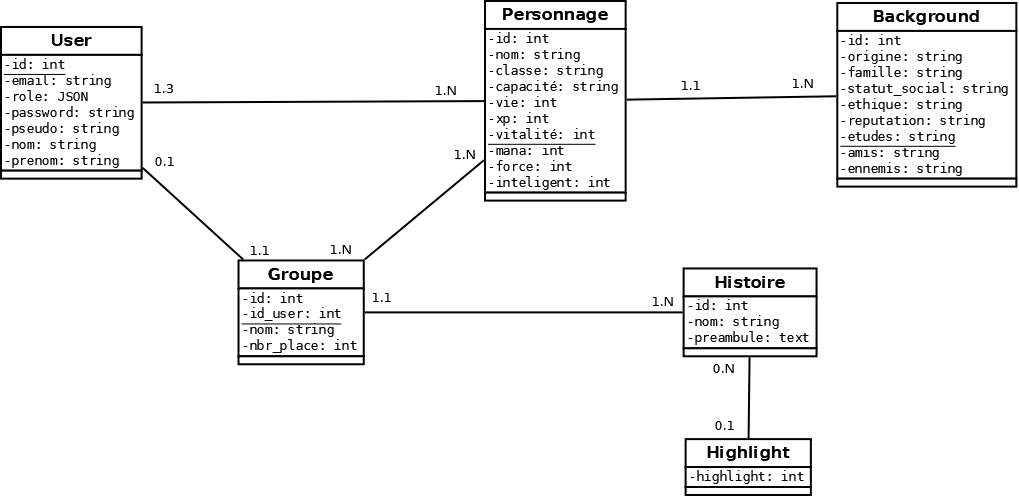 User
-id: int
-email: string
-role: JSON
-password: string
-pseudo: string
-nom: string
-prenom: string
1.3
1.N
0.1
Personnage
-id: int
-nom: string
-classe: string
-capacité: string
-vie: int
-xp: int
-vitalité: int
-mana: int
-force: int
-inteligent: int
1.1
1.N
1.N
Background
-id: int
-origine: string
-famille: string
-statut_social: string
-ethique: string
-reputation: string
-etudes: string
-amis: string
-ennemis: string
1.1
1.N
Groupe
-id: int
-id_user: int
-nom: string
-nbr_place: int
1.1
1.N
Histoire
-id: int
-nom: string
-preambule: text
0.N
0.1
Highlight
-highlight: int